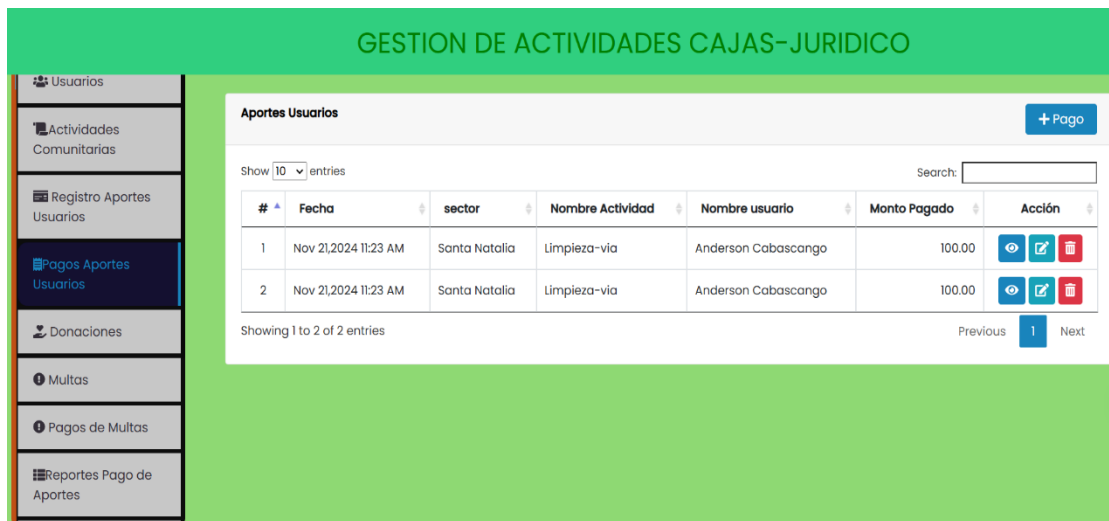 GESTION DE ACTIVIDADES CAJAS-JURIDICO
Usuarios
Actividades
Comunitarias
Registro Aportes
Usuarios
Pagos Aportes
Usuarios
Donaciones
Multas
Pagos de Multas
Reportes Pago de
Aportes
Aportes Usuarios
+ Pago
Show 10 entries
Search:
# Fecha sector Nombre Actividad Nombre usuario Monto Pagado Acción
1 Nov 21,2024 11:23 AM Santa Natalia Limpieza-via Anderson Cabascango 100.00
2 Nov 21,2024 11:23 AM Santa Natalia Limpieza-via Anderson Cabascango 100.00
Showing 1 to 2 of 2 entries
Previous 1 Next